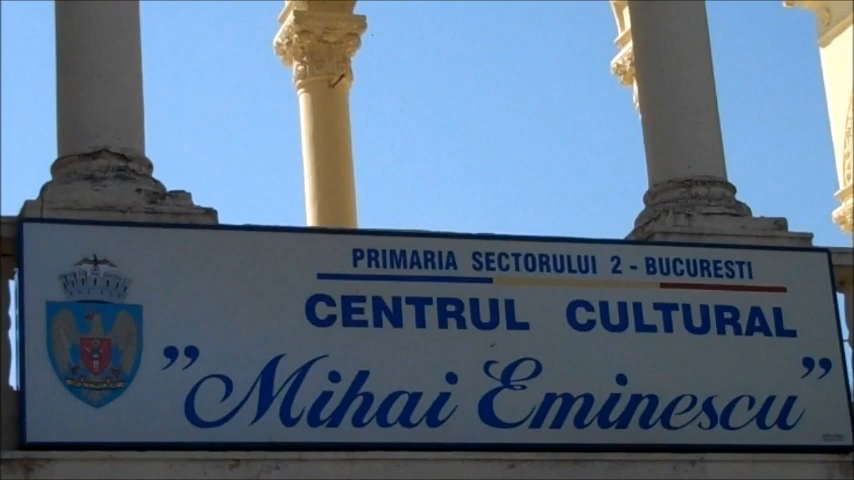 PRIMARIA SECTORULUI 2 - BUCURESTI
CENTRUL CULTURAL
"Mihai Eminescu"